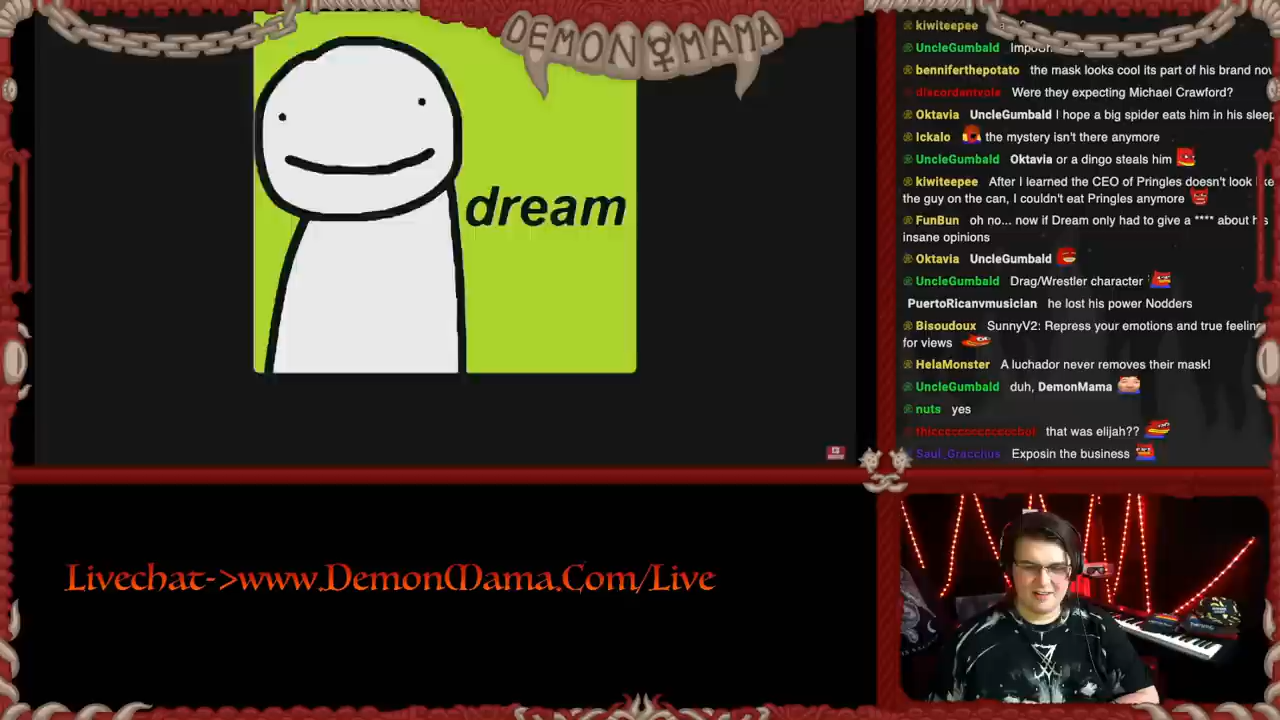 DEMON MAMA
dream
kiwiteepee
UncleGumbald
benniferthepotato the mask looks cool its part of his brand nov
discordantvole Were they expecting Michael Crawford?
Oktavia UncleGumbald I hope a big spider eats him in his sleep
Ickalo the mystery isn't there anymore
UncleGumbald Oktavia or a dingo steals him
kiwiteepee After I learned the CEO of Pringles doesn't look
the guy on the can, I couldn't eat Pringles anymore
FunBun oh no... now if Dream only had to give a **** about his
insane opinions
Oktavia UncleGumbald
UncleGumbald Drag/Wrestler character
PuertoRicanvmusician he lost his power Nodders
Bisoudoux SunnyV2: Repress your emotions and true feelin
for views
HelaMonster A luchador never removes their mask!
UncleGumbald duh, DemonMama
nuts yes
that was elijah??
Saul_Gracchus Exposin the business
Livechat->www.DemonMama.Com/Live